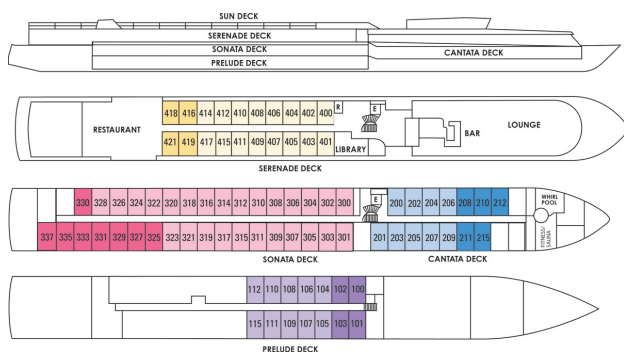 SUN DECK
SERENADE DECK
SONATA DECK
CANTATA DECK
PRELUDE DECK
418 416 414 412 410 408 406 404 402 400
R
E
RESTAURANT
BAR
LOUNGE
421 419 417 415 411 409 407 405 403 401
LIBRARY
SERENADE DECK
330 328 326 324 322 320 318 316 314 312 310 308 306 304 302 300
E
200 202 204 206 208 210 212
WHIRL
POOL
337 335 333 331 329 327 325 323 321 319 317 315 311 309 307 305 303 301
201 203 205 207 209 211 215
FITNESS/
SAUNA
SONATA DECK
CANTATA DECK
112 110 108 106 104 102 100
115 111 109 107 105 103 101
PRELUDE DECK